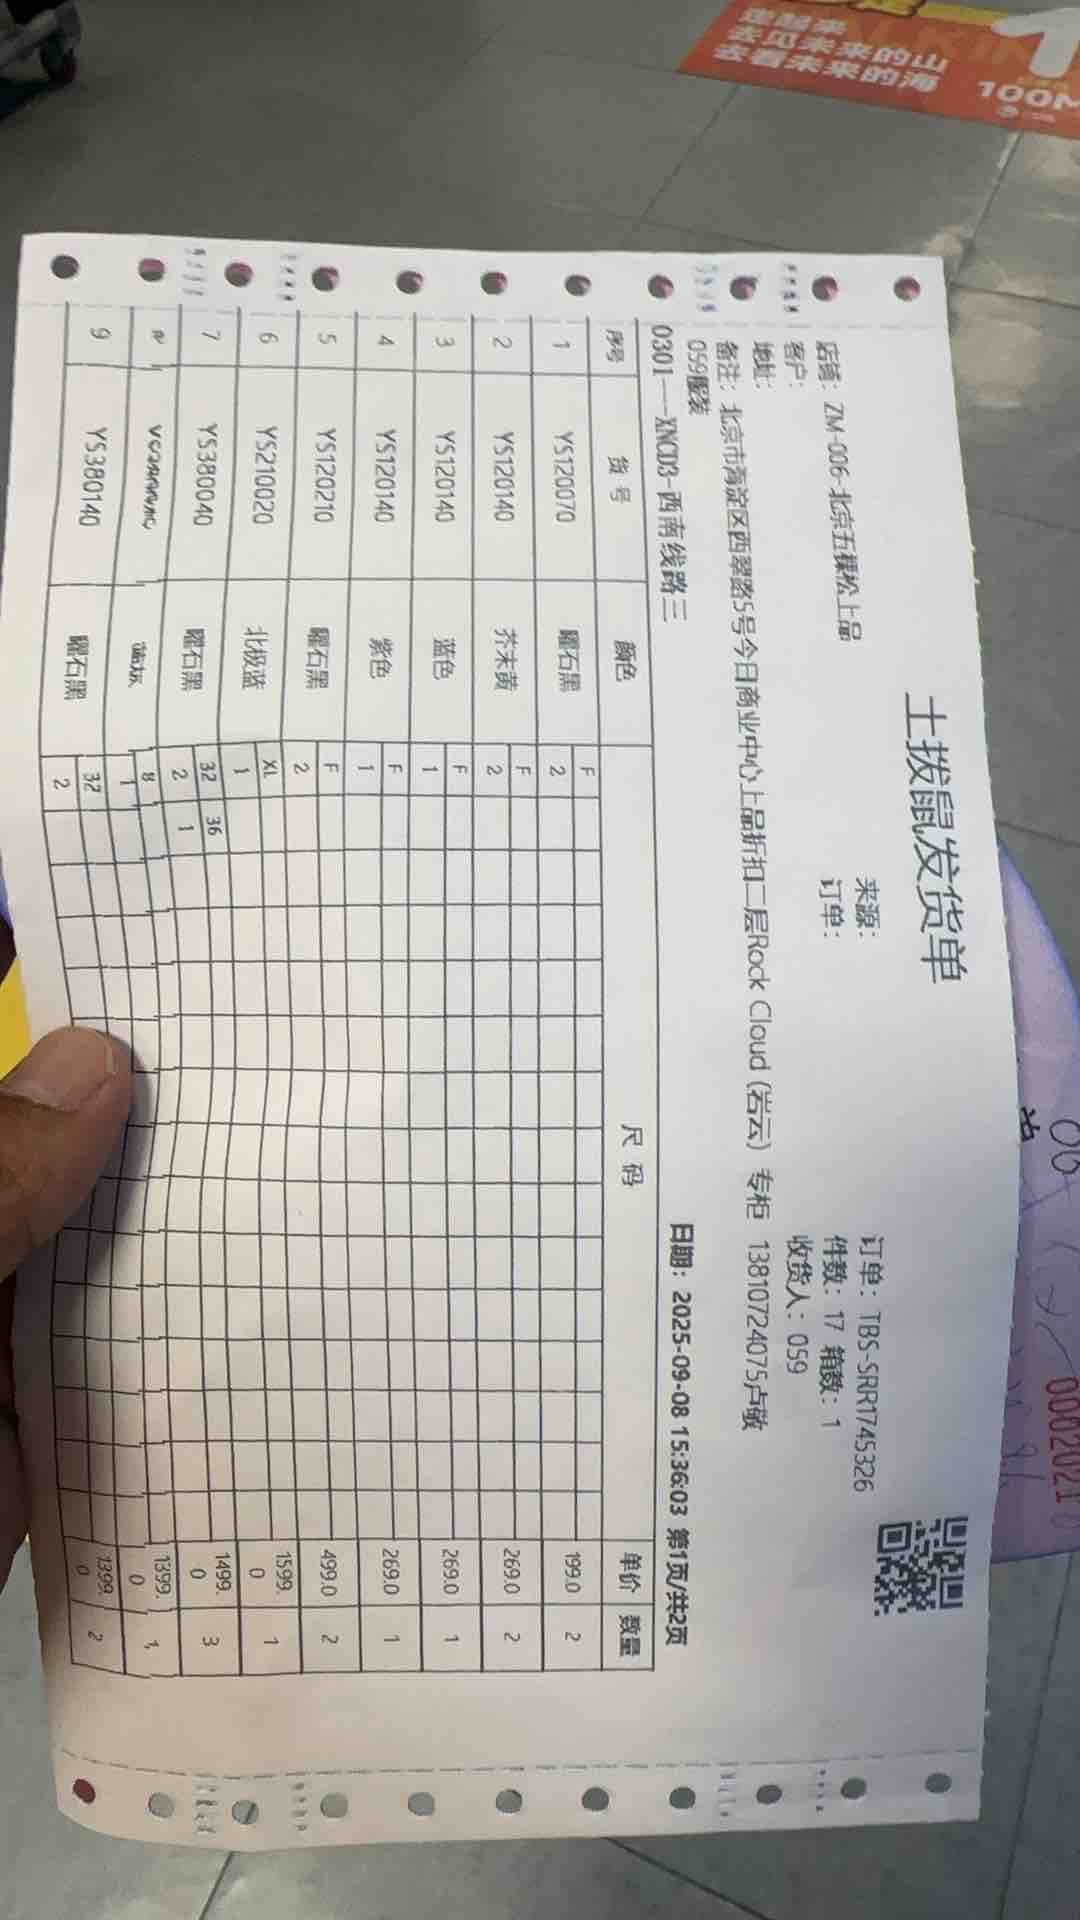 土拨鼠发货单
店铺：ZM-006-北京五棵松上品 来源： 订单：TBS-SRR1745326
客户： 订单： 件数：17 箱数：1
地址： 收货人：059
备注：北京市海淀区西翠路5号今日商业中心上品折扣二层Rock Cloud (岩云) 专柜 13810724075卢敬
059服装
0301---XNCD3-西南线路三 日期：2025-09-08 15:36:03 第1页/共2页
序号 货号 颜色 尺码 单价 数量
1 YS120070 曜石黑 F 2 199.0 2
2 YS120140 芥末黄 F 2 269.0 2
3 YS120140 蓝色 F 1 269.0 1
4 YS120140 紫色 F 1 269.0 1
5 YS120210 曜石黑 F 2 499.0 2
6 YS210020 北极蓝 XL 1 1599.0 1
7 YS380040 曜石黑 32 2 36 1 1499.0 3
1 1399.0 1
9 YS380140 曜石黑 32 2 1399.0 2
走起来
去见未来的山
去看未来的海